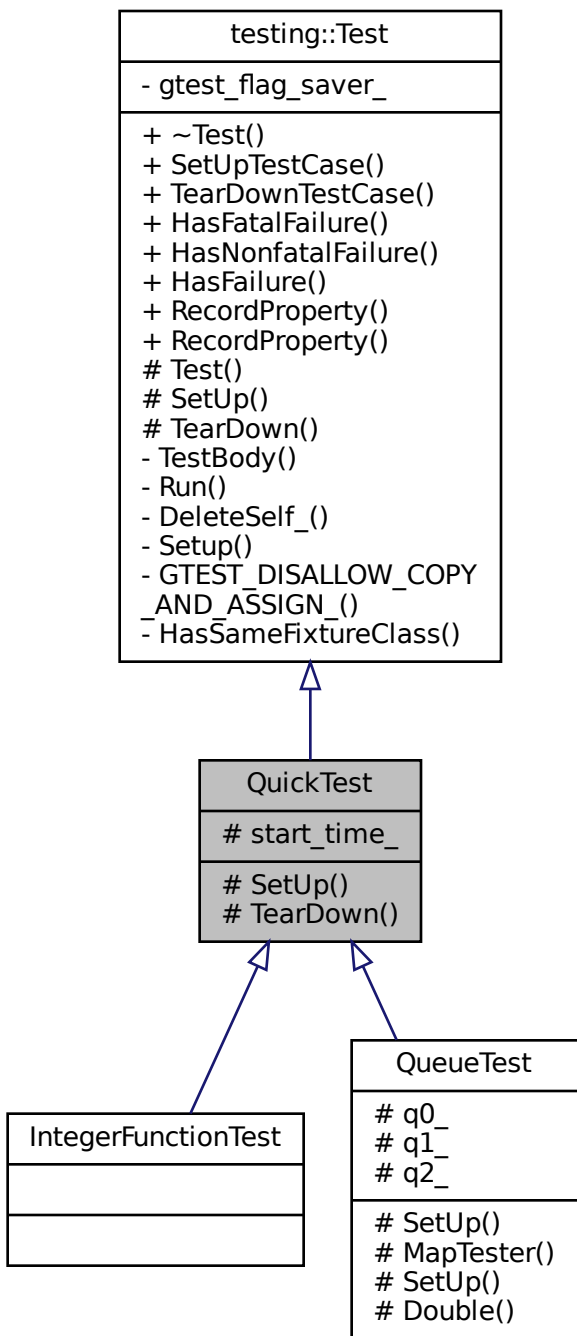 testing::Test
- gtest_flag_saver_
+ ~Test()
+ SetUpTestCase()
+ TearDownTestCase()
+ HasFatalFailure()
+ HasNonfatalFailure()
+ HasFailure()
+ RecordProperty()
+ RecordProperty()
# Test()
# SetUp()
# TearDown()
- TestBody()
- Run()
- DeleteSelf_()
- Setup()
- GTEST_DISALLOW_COPY
_AND_ASSIGN_()
- HasSameFixtureClass()
QuickTest
# start_time_
# SetUp()
# TearDown()
IntegerFunctionTest
QueueTest
# q0_
# q1_
# q2_
# SetUp()
# MapTester()
# SetUp()
# Double()